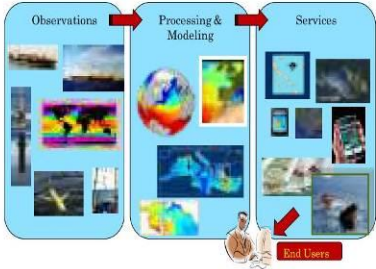 Observations
Processing &
Modeling
Services
End Users